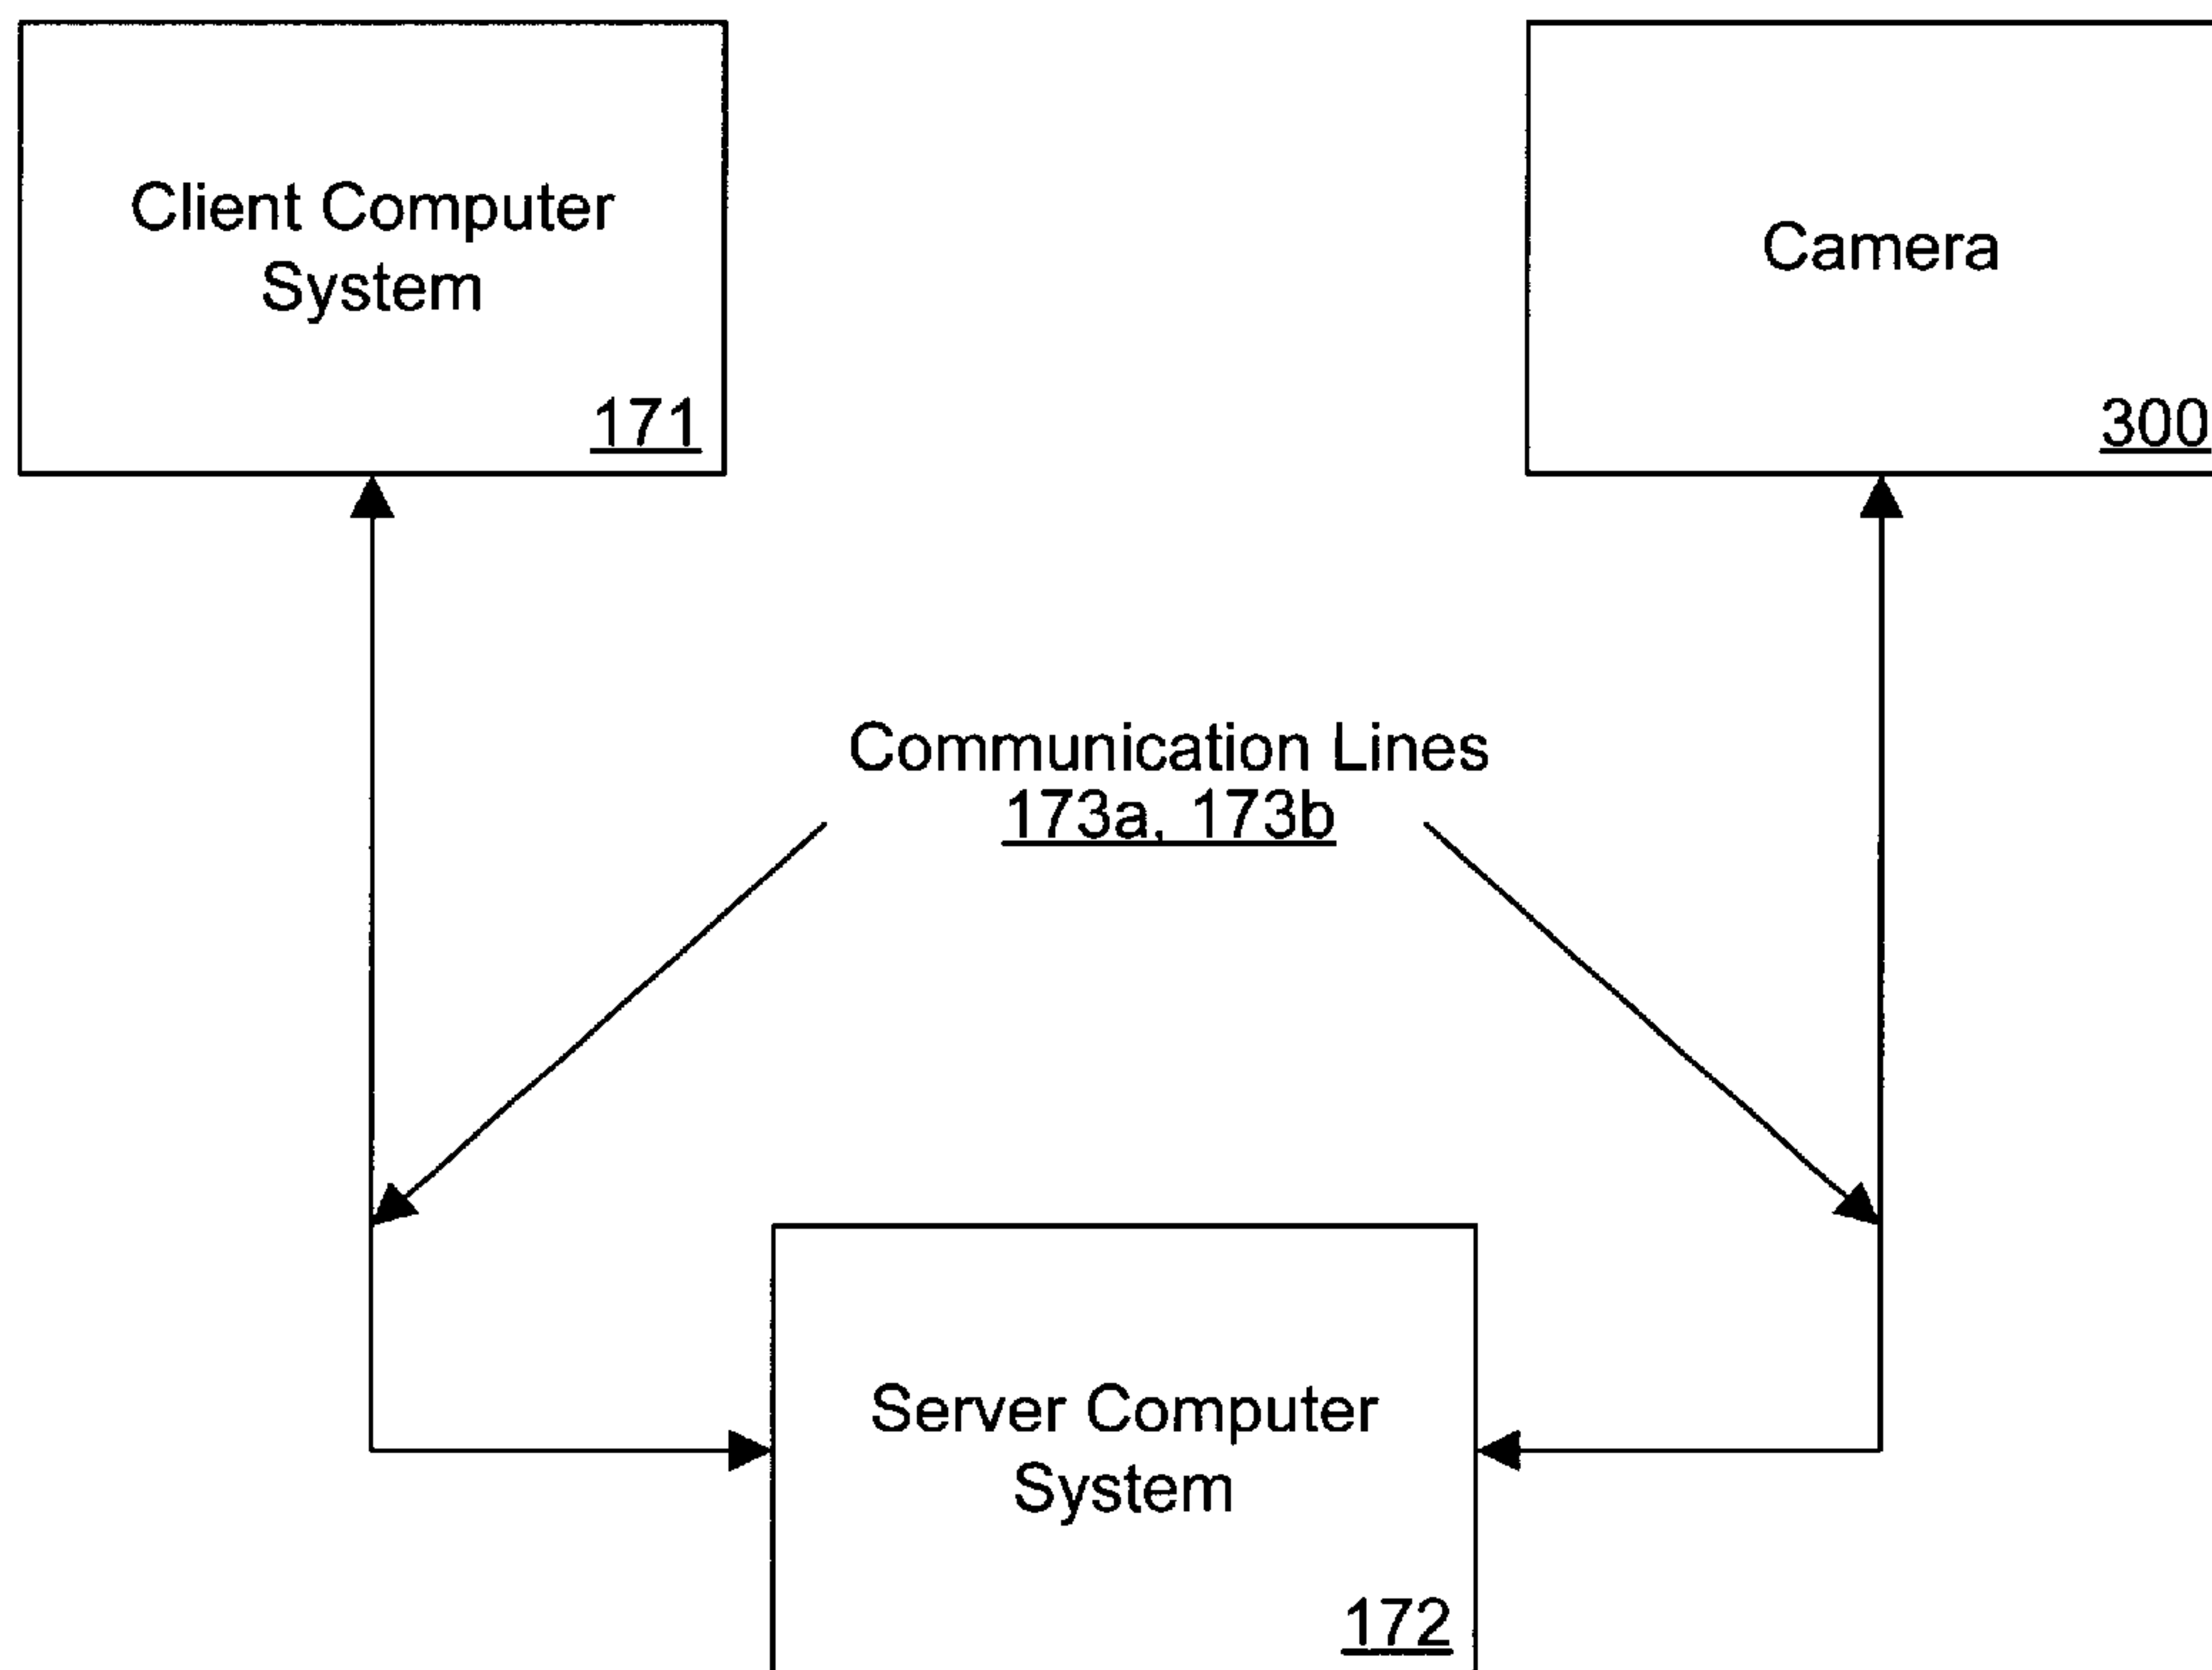 Client Computer
System
171
Camera
300
Communication Lines
173a, 173b
Server Computer
System
172